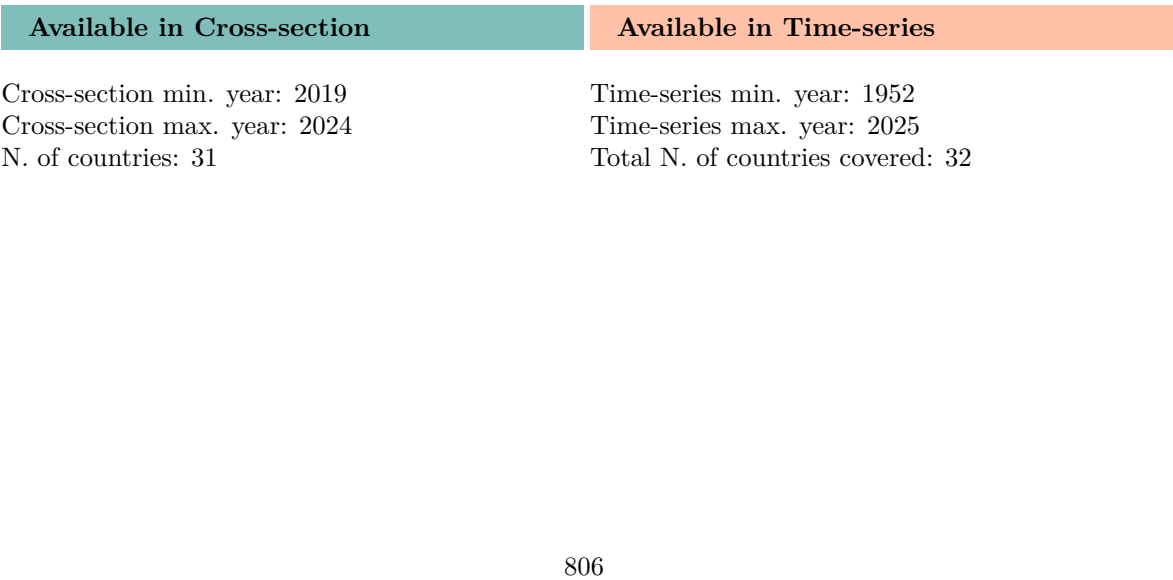 Available in Cross-section
Cross-section min. year: 2019
Cross-section max. year: 2024
N. of countries: 31
Available in Time-series
Time-series min. year: 1952
Time-series max. year: 2025
Total N. of countries covered: 32
806